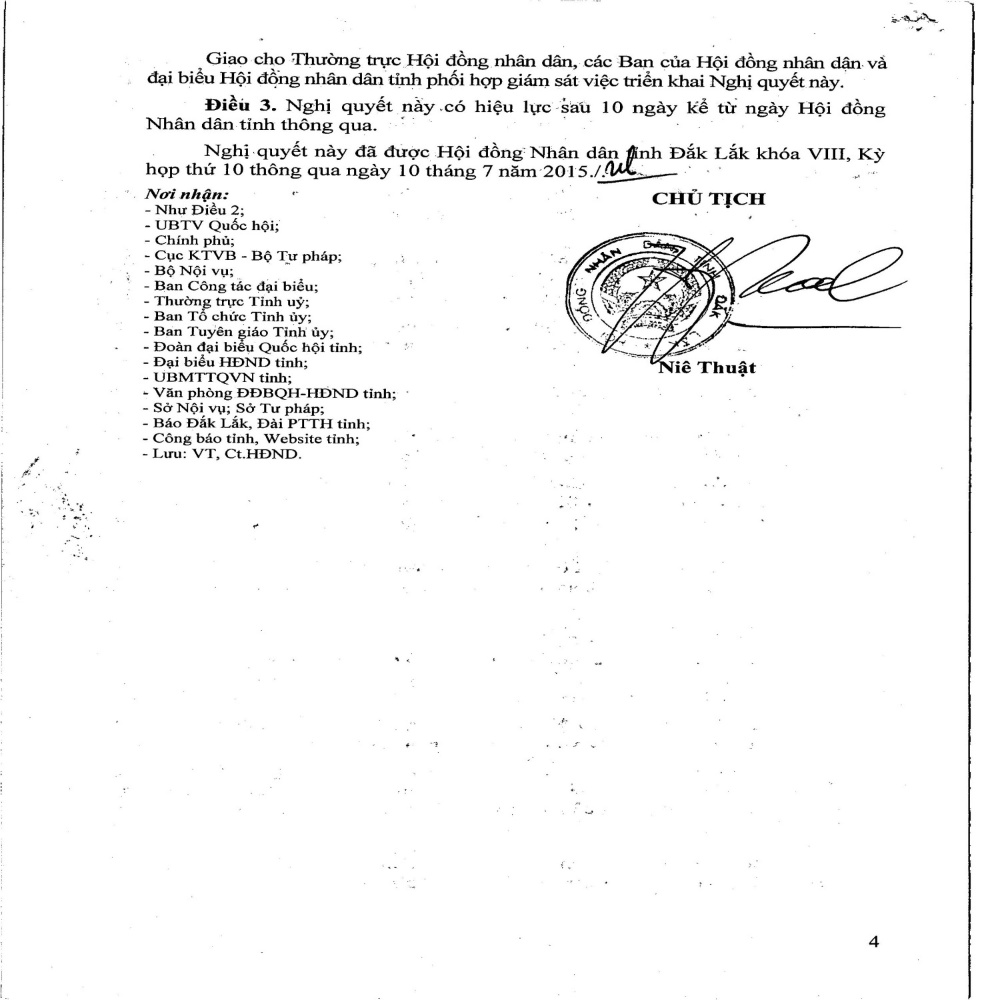 Giao cho Thường trực Hội đồng nhân dân, các Ban của Hội đồng nhân dân và
đại biểu Hội đồng nhân dân tỉnh phối hợp giám sát việc triển khai Nghị quyết này.
Điều 3. Nghị quyết này có hiệu lực sau 10 ngày kể từ ngày Hội đồng
Nhân dân tỉnh thông qua.
Nghị quyết này đã được Hội đồng Nhân dân tỉnh Đắk Lắk khóa VIII, Kỳ
họp thứ 10 thông qua ngày 10 tháng 7 năm 2015./.
Nơi nhận:
- Như Điều 2;
- UBTV Quốc hội;
- Chính phủ;
- Cục KTVB - Bộ Tư pháp;
- Bộ Nội vụ;
- Ban Công tác đại biểu;
- Thường trực Tỉnh uỷ;
- Ban Tổ chức Tỉnh ủy;
- Ban Tuyên giáo Tỉnh ủy;
- Đoàn đại biểu Quốc hội tỉnh;
- Đại biểu HĐND tỉnh;
- UBMTTQVN tỉnh;
- Văn phòng ĐĐBQH-HĐND tỉnh;
- Sở Nội vụ; Sở Tư pháp;
- Báo Đắk Lắk, Đài PTTH tỉnh;
- Công báo tỉnh, Website tỉnh;
- Lưu: VT, Ct.HĐND.
CHỦ TỊCH
ĐỒNG NHÂN DÂN TỈNH ĐẮK
Niê Thuật
4